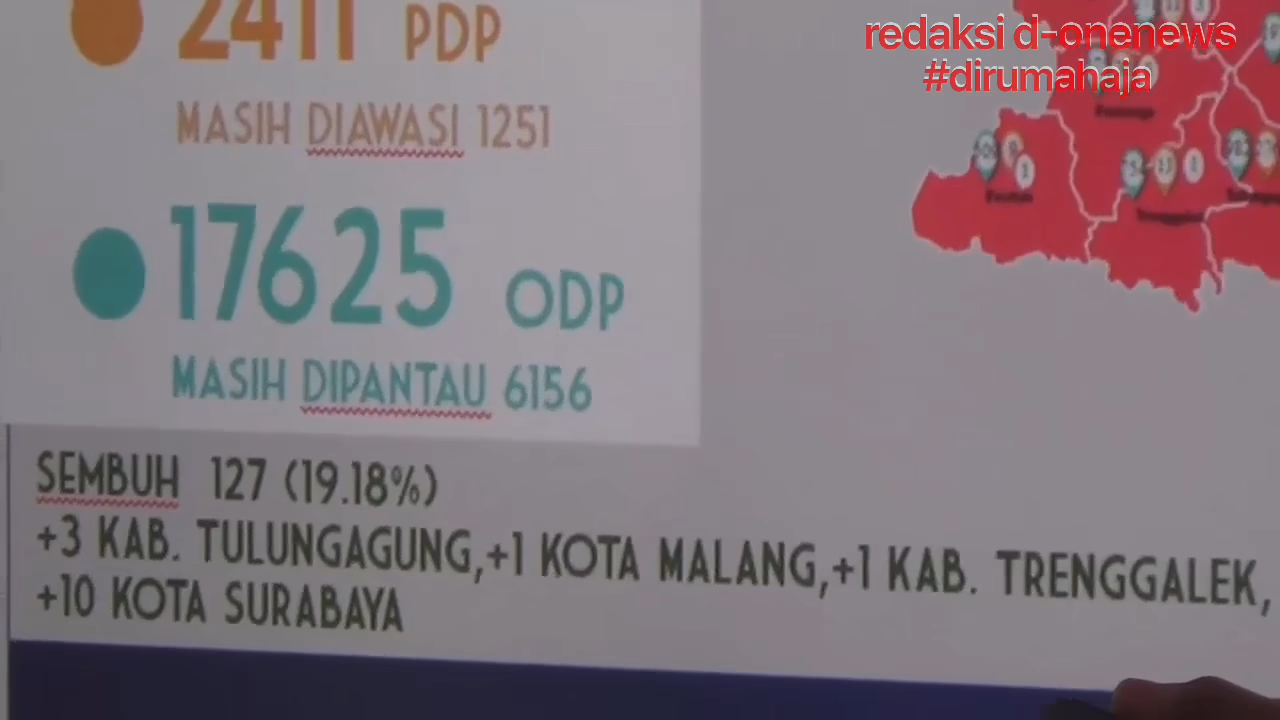 redaksi d-onenews
#dirumahaja
2411 PDP
MASIH DIAWASI 1251
17625 ODP
MASIH DIPANTAU 6156
SEMBUH 127 (19.18%)
+3 KAB. TULUNGAGUNG,+1 KOTA MALANG,+1 KAB. TRENGGALEK,
+10 KOTA SURABAYA